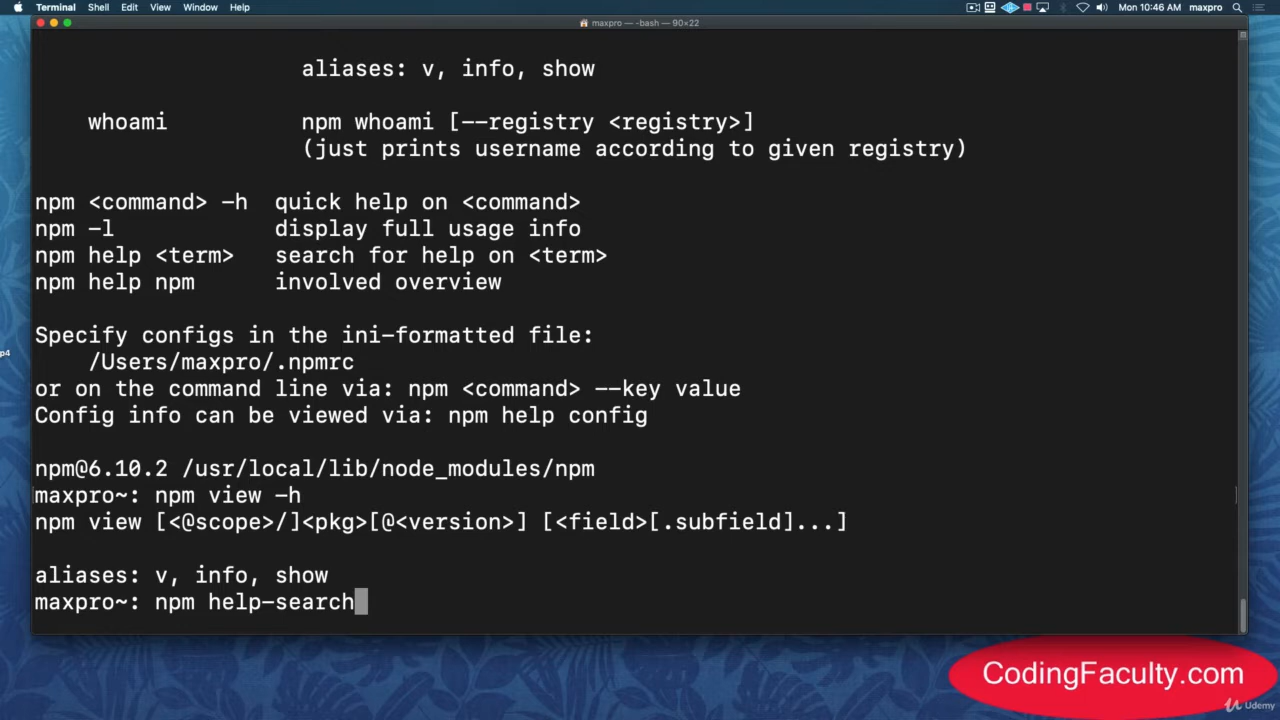 Terminal Shell Edit View Window Help Mon 10:46 AM maxpro
maxpro — -bash — 90×22
aliases: v, info, show
whoami npm whoami [--registry <registry>]
(just prints username according to given registry)
npm <command> -h quick help on <command>
npm -l display full usage info
npm help <term> search for help on <term>
npm help npm involved overview
Specify configs in the ini-formatted file:
/Users/maxpro/.npmrc
or on the command line via: npm <command> --key value
Config info can be viewed via: npm help config
npm@6.10.2 /usr/local/lib/node_modules/npm
maxpro~: npm view -h
npm view [<@scope>/]<pkg>[@<version>] [<field>[.subfield]...]
aliases: v, info, show
maxpro~: npm help-search
p4
CodingFaculty.com
Udemy